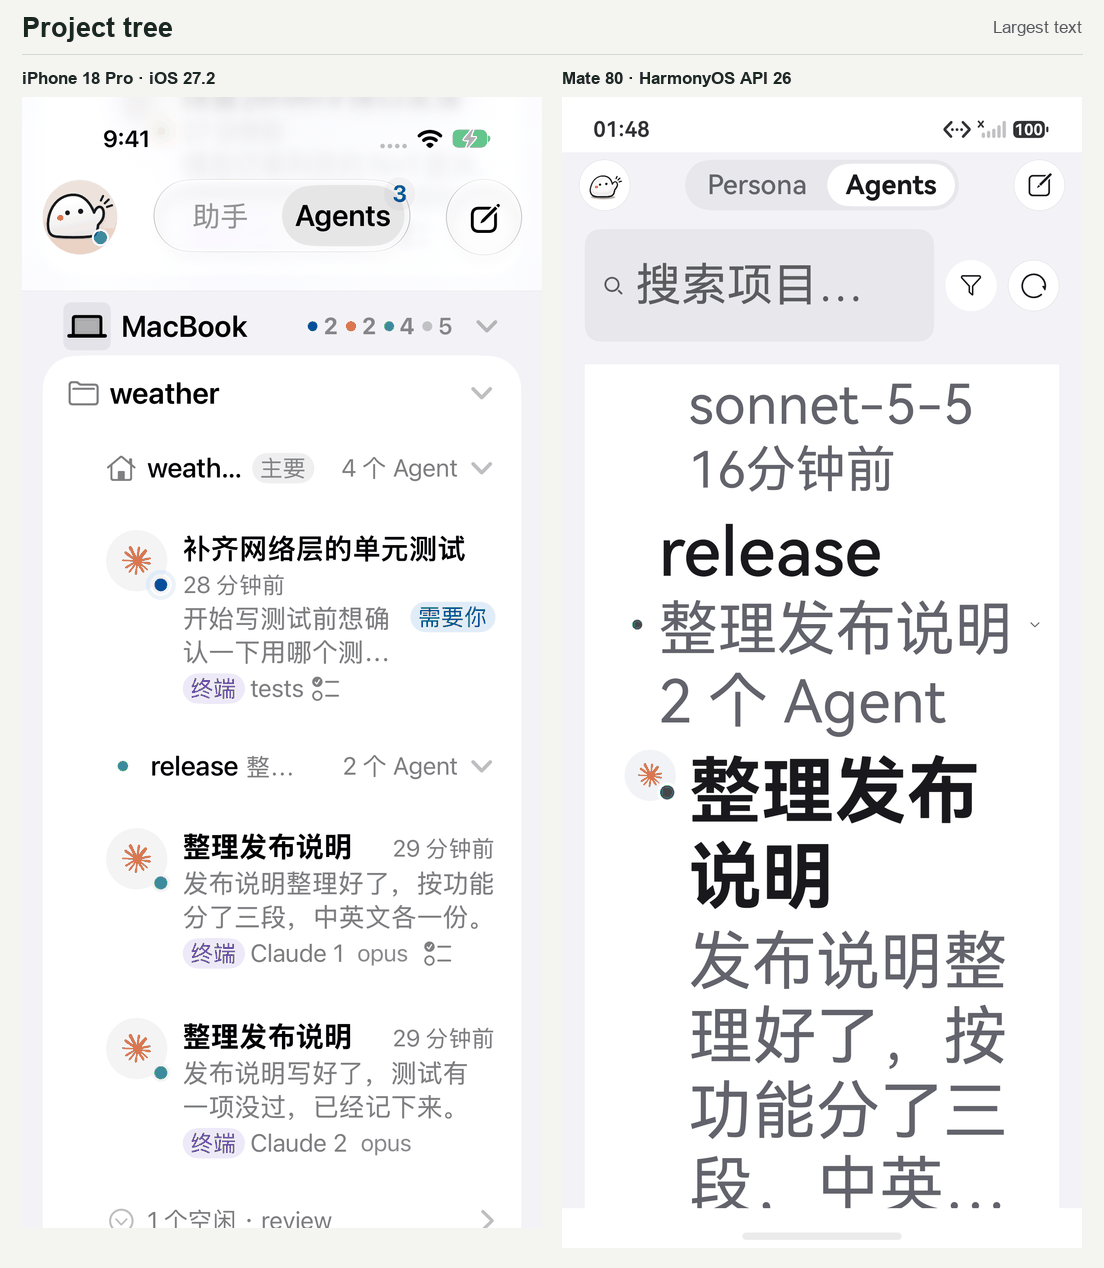 Project tree
Largest text
iPhone 18 Pro · iOS 27.2
9:41
助手
Agents
3
MacBook
2 2 4 5
weather
weath... 主要 4 个 Agent
补齐网络层的单元测试
28 分钟前
开始写测试前想确
认一下用哪个测...
需要你
终端 tests
release 整... 2 个 Agent
整理发布说明 29 分钟前
发布说明整理好了，按功能
分了三段，中英文各一份。
终端 Claude 1 opus
整理发布说明 29 分钟前
发布说明写好了，测试有
一项没过，已经记下来。
终端 Claude 2 opus
1 个空闲 · review
Mate 80 · HarmonyOS API 26
01:48
100
Persona
Agents
搜索项目...
sonnet-5-5
16分钟前
release
整理发布说明
2 个 Agent
整理发布
说明
发布说明整
理好了，按
功能分了三
段，中英...